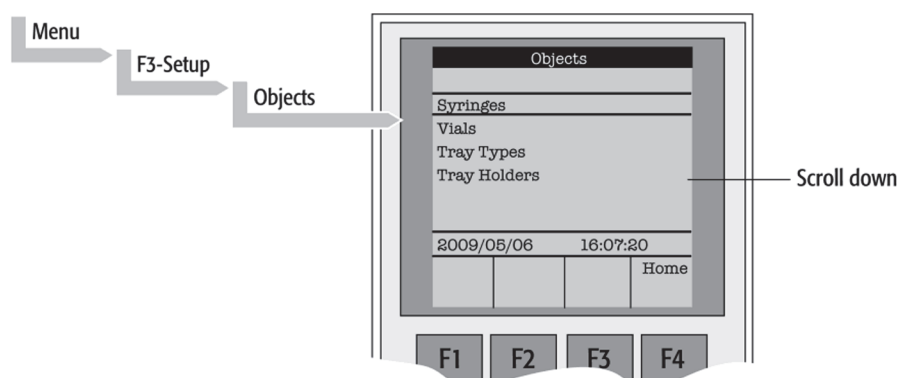 Menu
F3-Setup
Objects
Objects
Syringes
Vials
Tray Types
Tray Holders
Scroll down
2009/05/06 16:07:20
Home
F1 F2 F3 F4